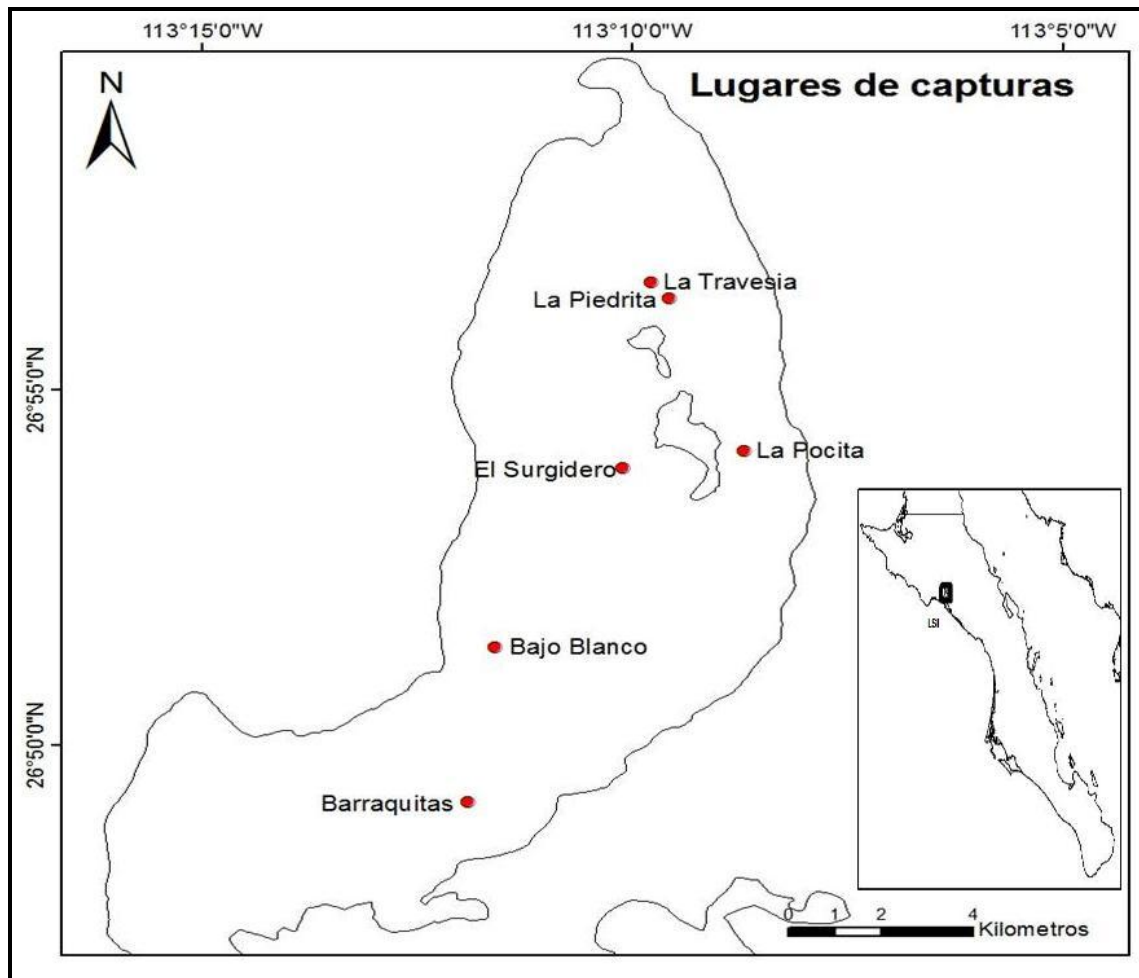 113°15'0"W
113°10'0"W
113°5'0"W
N
Lugares de capturas
La Travesia
La Piedrita
26°55'0"N
La Pocita
El Surgidero
LSI
Bajo Blanco
26°50'0"N
Barraquitas
0 1 2 4
Kilometros